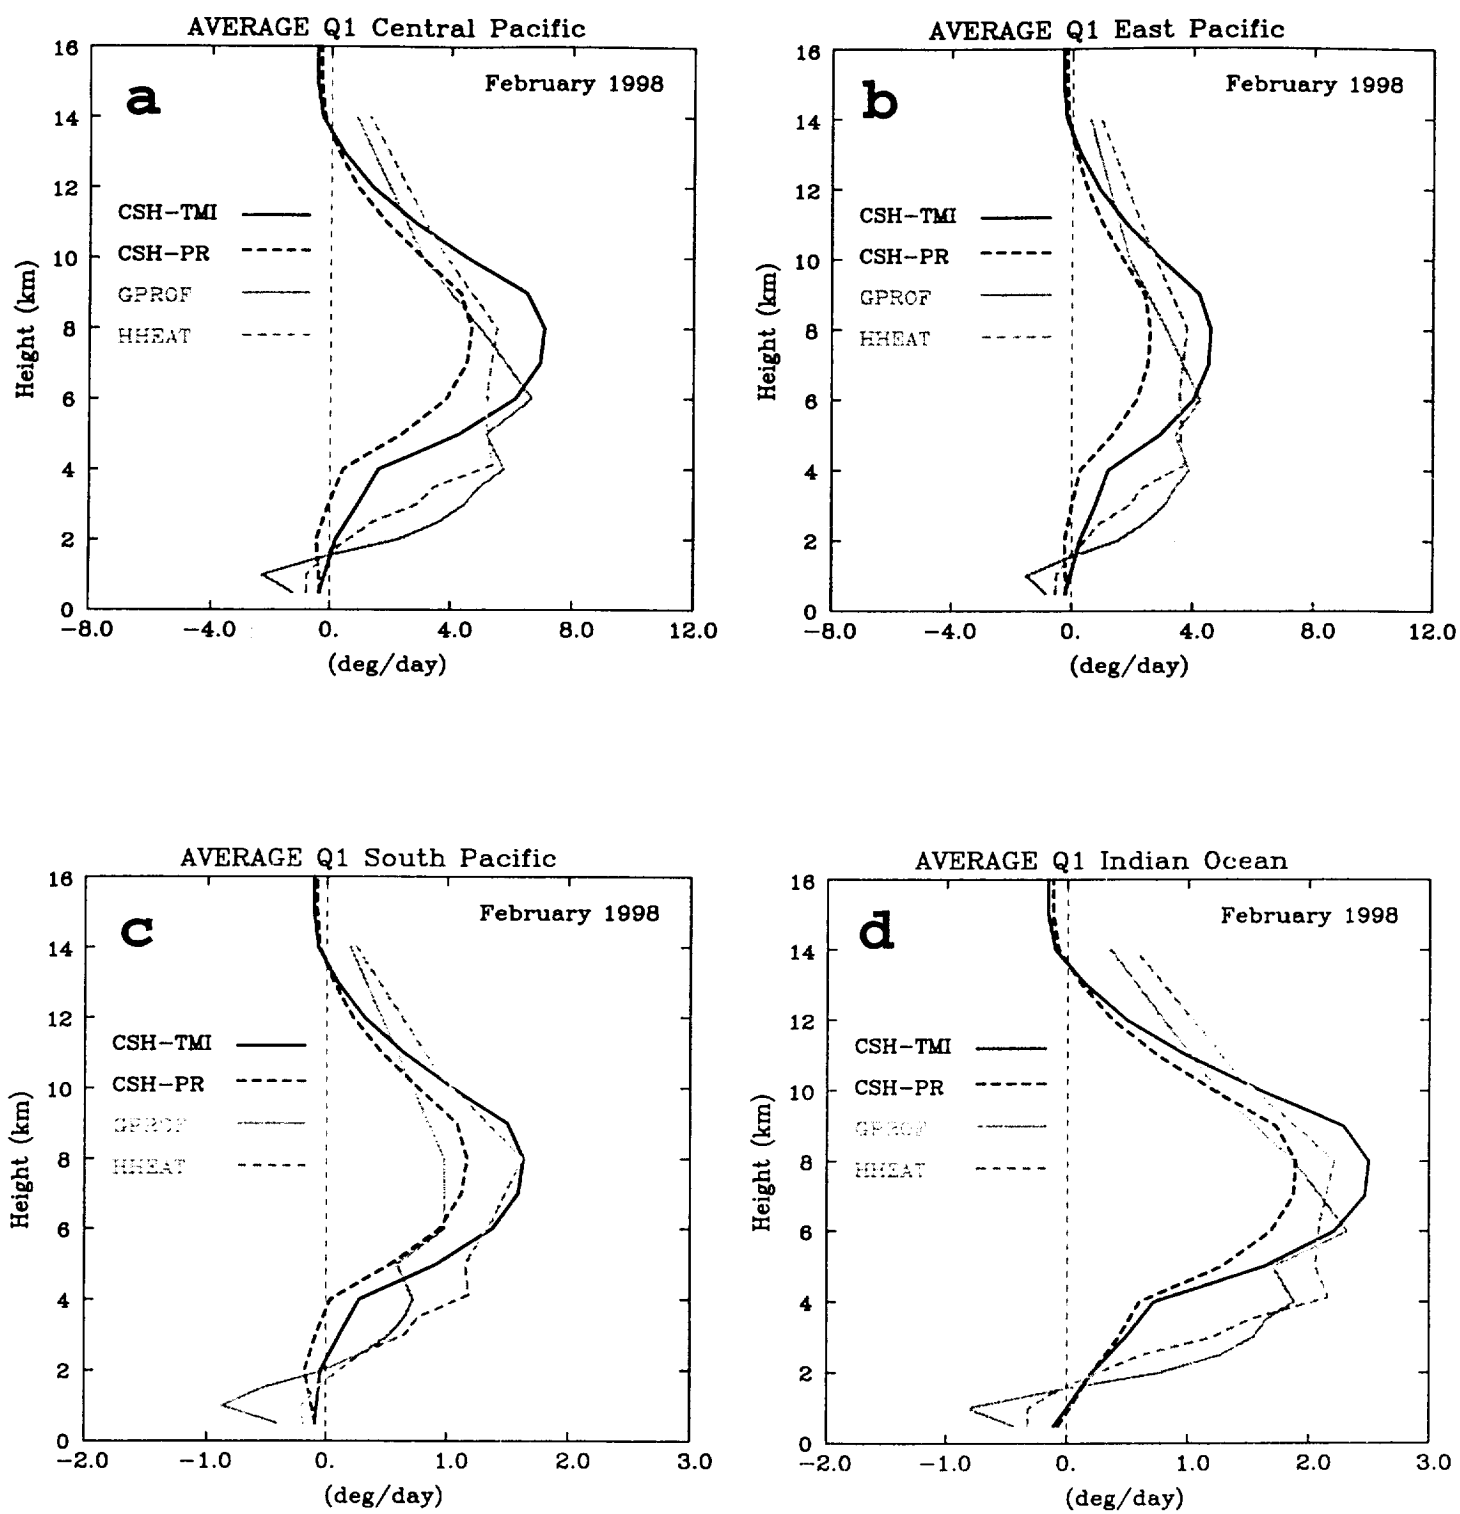 AVERAGE Q1 Central Pacific
a
February 1998
CSH-TMI
CSH-PR
GPROF
HHEAT
Height (km)
16
14
12
10
8
6
4
2
0
-8.0 -4.0 0. 4.0 8.0 12.0
(deg/day)
AVERAGE Q1 East Pacific
b
February 1998
CSH-TMI
CSH-PR
GPROF
HHEAT
Height (km)
16
14
12
10
8
6
4
2
0
-8.0 -4.0 0. 4.0 8.0 12.0
(deg/day)
AVERAGE Q1 South Pacific
c
February 1998
CSH-TMI
CSH-PR
GPROF
HHEAT
Height (km)
16
14
12
10
8
6
4
2
0
-2.0 -1.0 0. 1.0 2.0 3.0
(deg/day)
AVERAGE Q1 Indian Ocean
d
February 1998
CSH-TMI
CSH-PR
GPROF
HHEAT
Height (km)
16
14
12
10
8
6
4
2
0
-2.0 -1.0 0. 1.0 2.0 3.0
(deg/day)